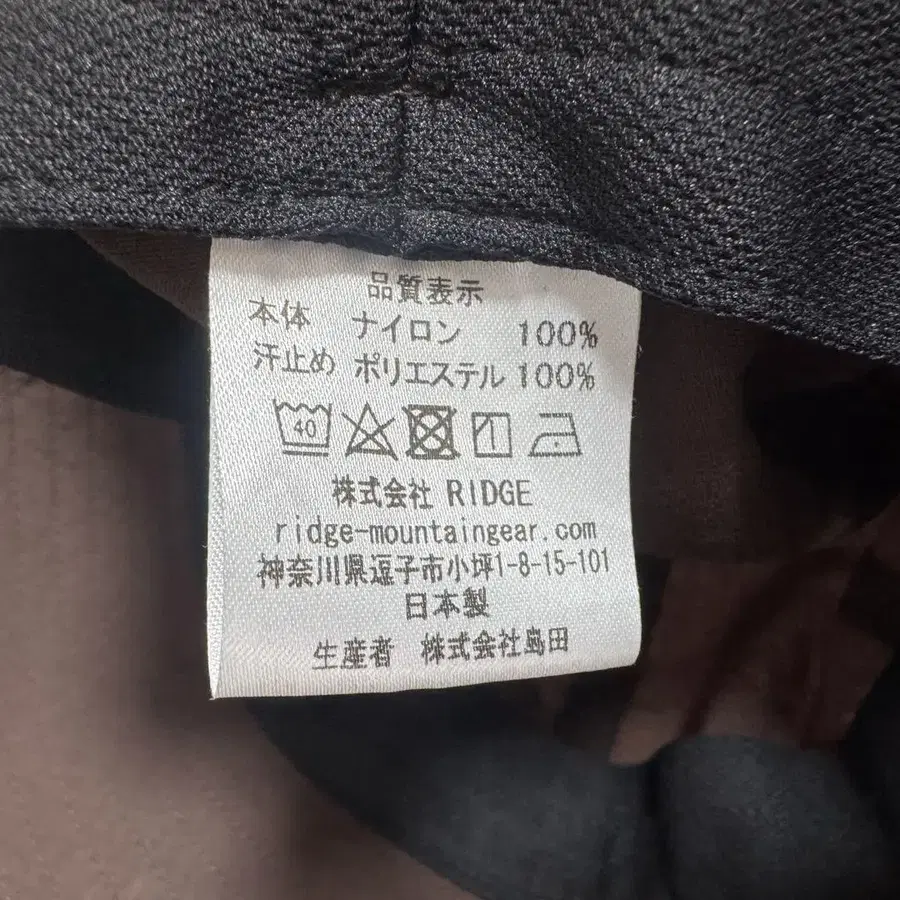 品質表示
本体 ナイロン 100%
汗止め ポリエステル 100%
40
株式会社 RIDGE
ridge-mountaingear.com
神奈川県逗子市小坪1-8-15-101
日本製
生産者 株式会社島田